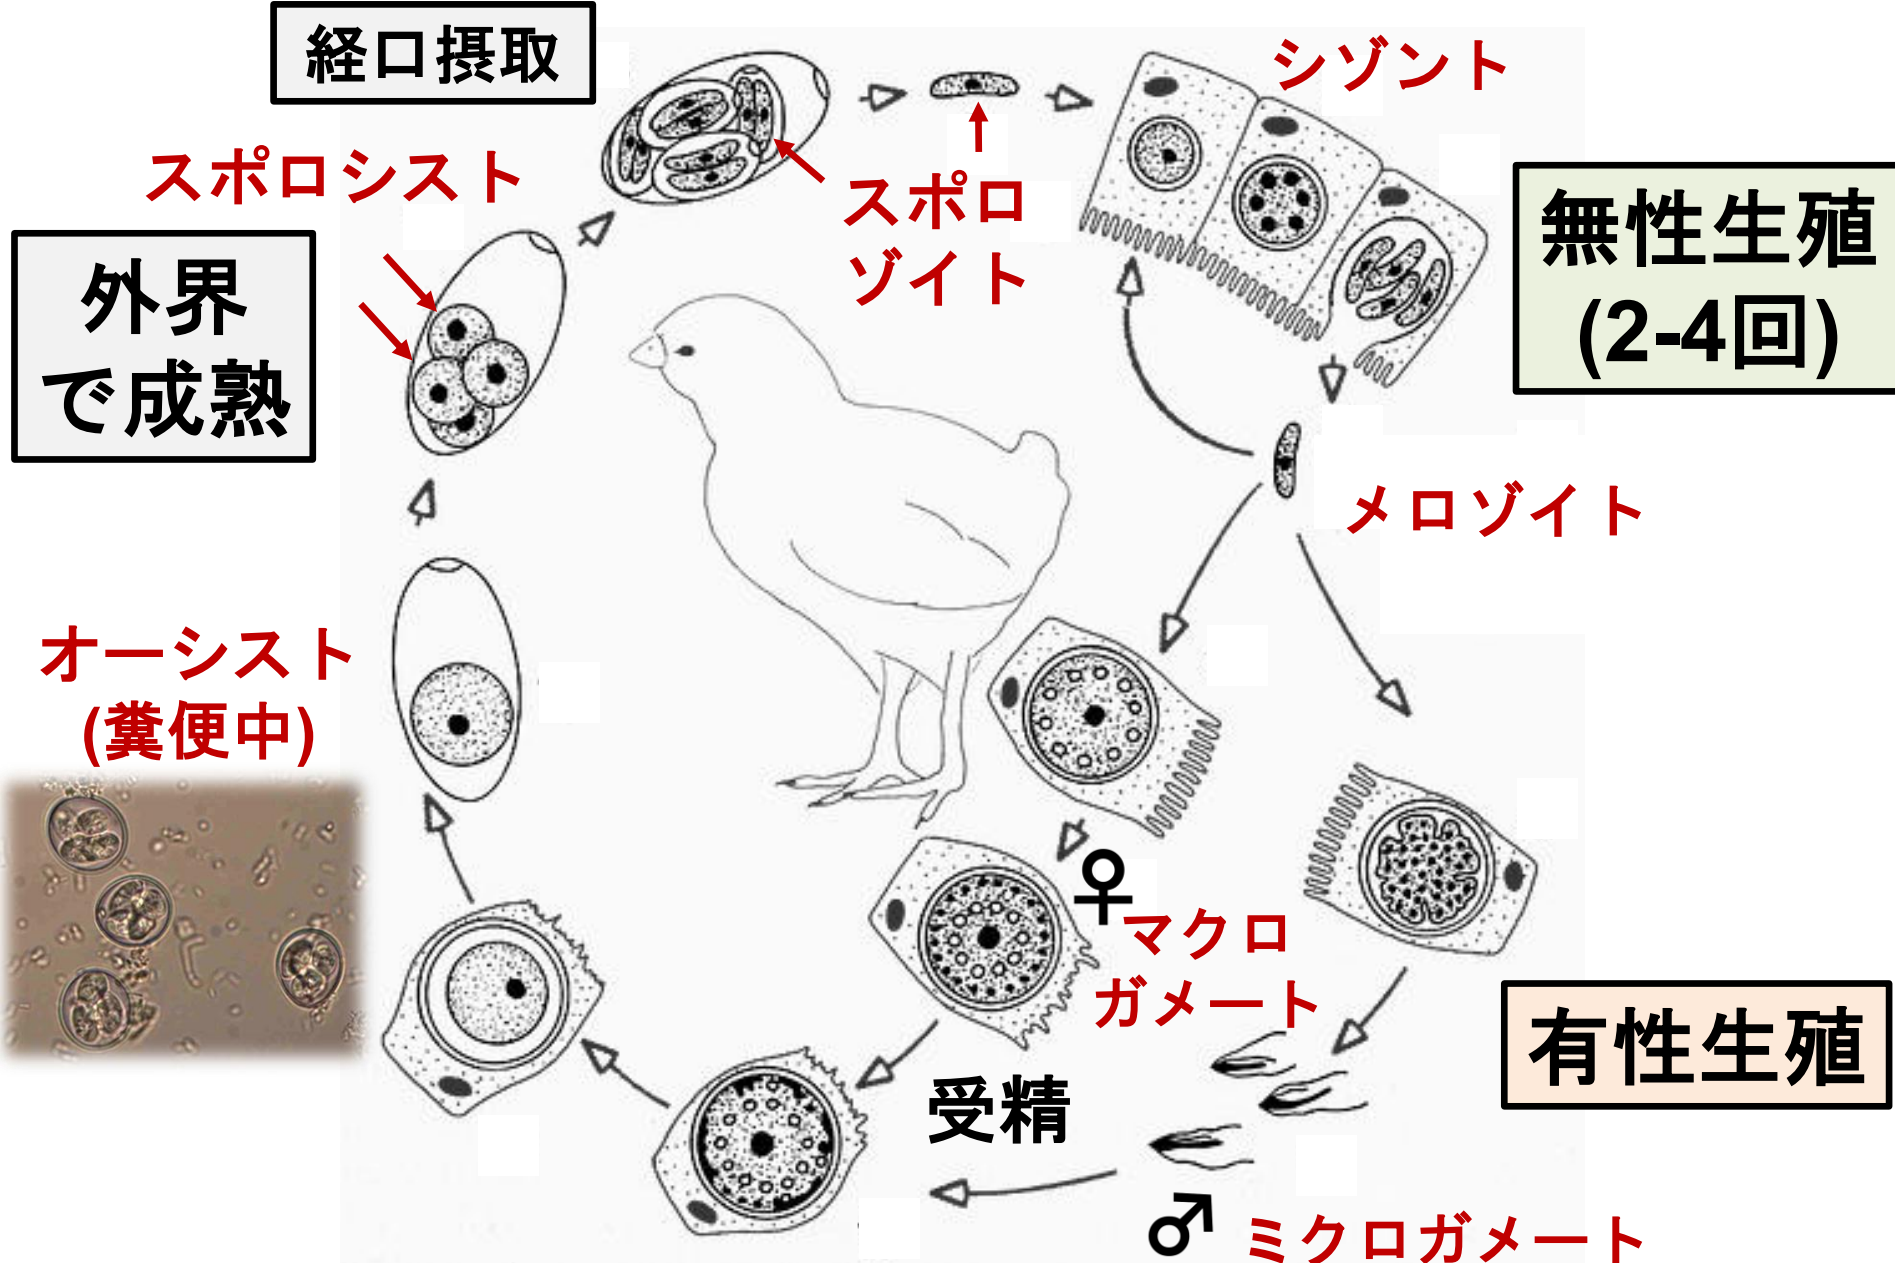 経口摂取
シゾント
スポロシスト
スポロ
ゾイト
無性生殖
(2-4回)
外界
で成熟
メロゾイト
オーシスト
(糞便中)
♀
マクロ
ガメート
有性生殖
受精
♂
ミクロガメート